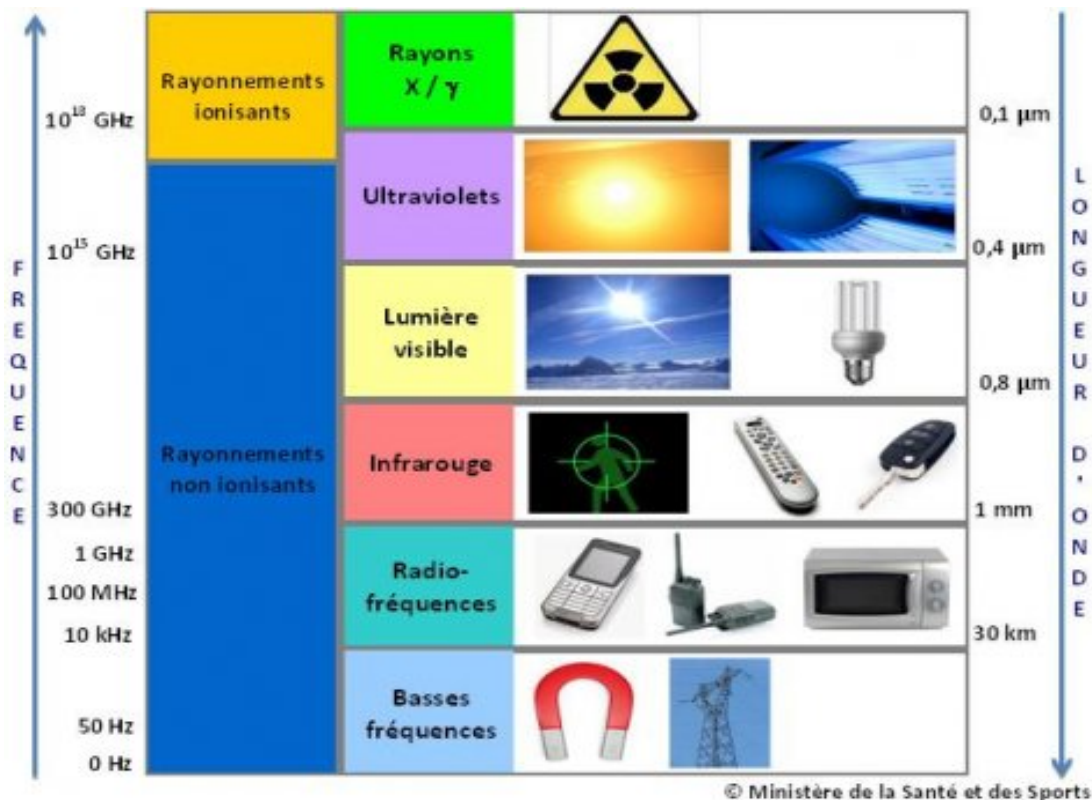 Rayonnements
ionisants
Rayons
X / γ
10¹⁸ GHz
0,1 μm
Ultraviolets
10¹⁵ GHz
0,4 μm
Lumière
visible
0,8 μm
Rayonnements
non ionisants
Infrarouge
300 GHz
1 mm
1 GHz
100 MHz
10 kHz
Radio-
fréquences
30 km
Basses
fréquences
50 Hz
0 Hz
FREQUENCE
LONGUEUR D'ONDE
© Ministère de la Santé et des Sports